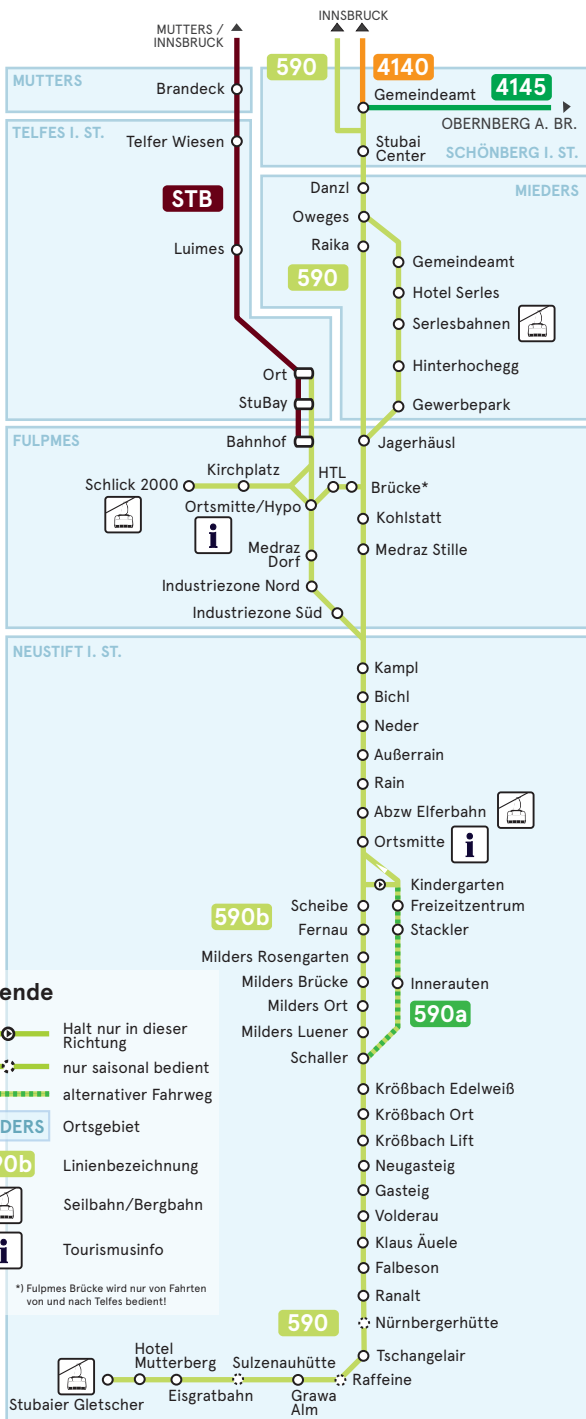 MUTTERS /
INNSBRUCK
INNSBRUCK
590
4140
MUTTERS
Brandeck
Gemeindeamt
4145
OBERNBERG A. BR.
TELFES I. ST.
Telfer Wiesen
Stubai
Center
SCHÖNBERG I. ST.
STB
Danzl
MIEDERS
Oweges
Luimes
Raika
590
Gemeindeamt
Hotel Serles
Serlesbahnen
Hinterhochegg
Ort
StuBay
Gewerbepark
Bahnhof
FULPMES
Jagerhäusl
Kirchplatz
HTL
Schlick 2000
Brücke*
Ortsmitte/Hypo
i
Kohlstatt
Medraz
Dorf
Medraz Stille
Industriezone Nord
Industriezone Süd
NEUSTIFT I. ST.
Kampl
Bichl
Neder
Außerrain
Rain
Abzw Elferbahn
Ortsmitte
i
Kindergarten
590b
Scheibe
Freizeitzentrum
Fernau
Stackler
Milders Rosengarten
Milders Brücke
Innerauten
Milders Ort
590a
Milders Luener
Schaller
ende
Halt nur in dieser
Richtung
nur saisonal bedient
alternativer Fahrweg
DERS
Ortsgebiet
90b
Linienbezeichnung
Seilbahn/Bergbahn
i
Tourismusinfo
*) Fulpmes Brücke wird nur von Fahrten
von und nach Telfes bedient!
Krößbach Edelweiß
Krößbach Ort
Krößbach Lift
Neugasteig
Gasteig
Volderau
Klaus Äuele
Falbeson
Ranalt
590
Nürnbergerhütte
Tschangelair
Hotel
Mutterberg
Sulzenauhütte
Raffeine
Stubaier Gletscher
Eisgratbahn
Grawa
Alm